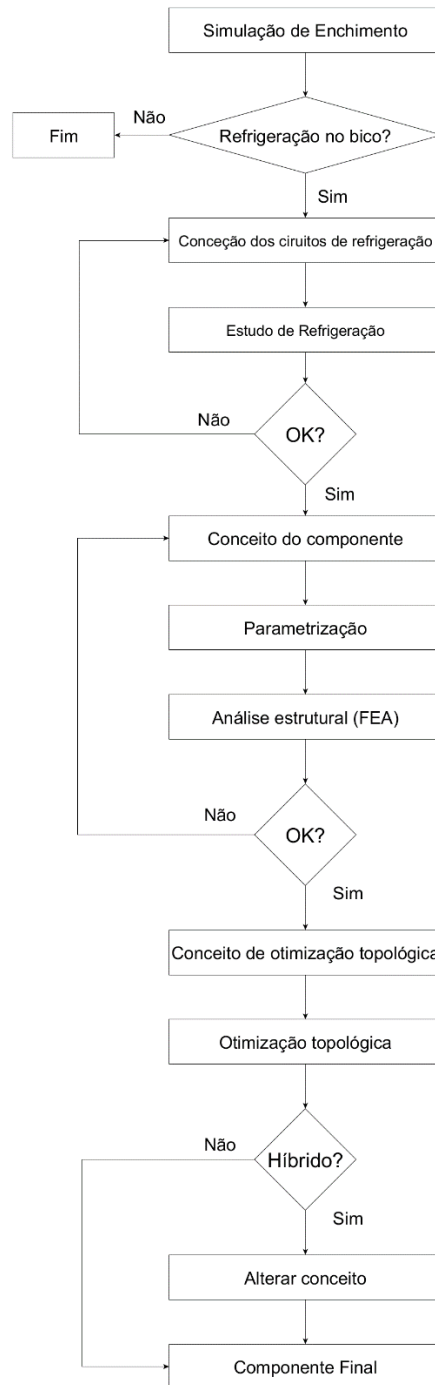 Simulação de Enchimento
Não
Fim
Refrigeração no bico?
Sim
Conceção dos ciruitos de refrigeração
Estudo de Refrigeração
Não
OK?
Sim
Conceito do componente
Parametrização
Análise estrutural (FEA)
Não
OK?
Sim
Conceito de otimização topológica
Otimização topológica
Não
Híbrido?
Sim
Alterar conceito
Componente Final